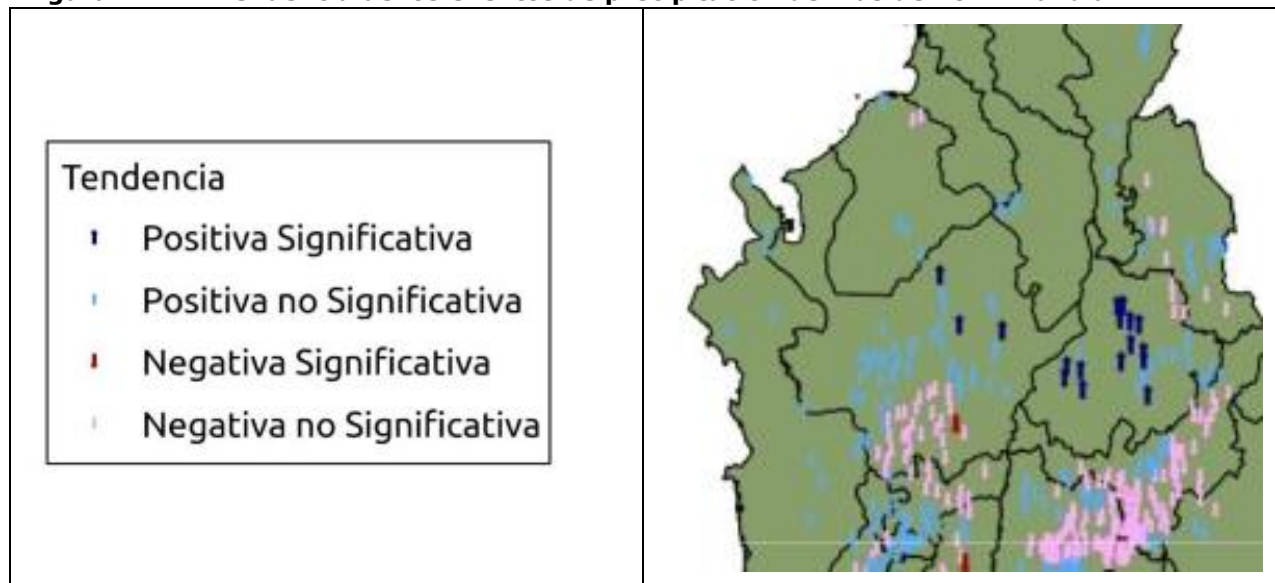 Tendencia
Positiva Significativa
Positiva no Significativa
Negativa Significativa
Negativa no Significativa